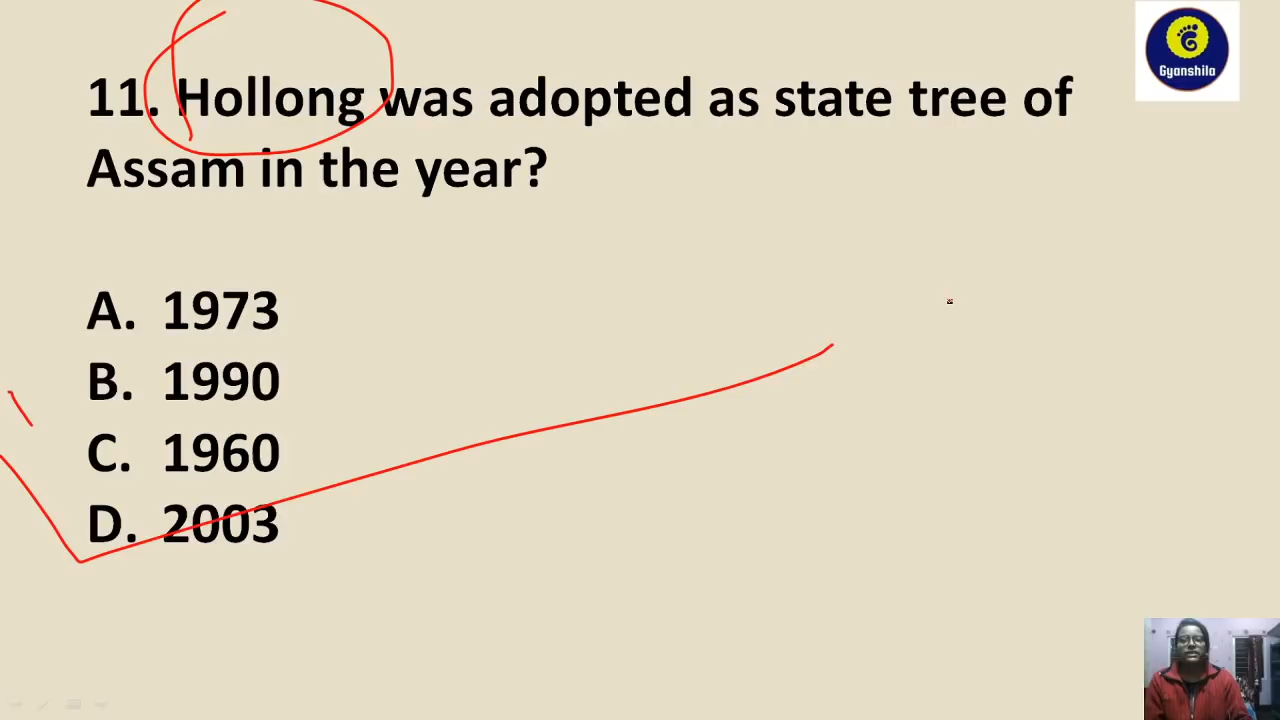 Gyanshila
11. Hollong was adopted as state tree of
Assam in the year?
A. 1973
B. 1990
C. 1960
D. 2003